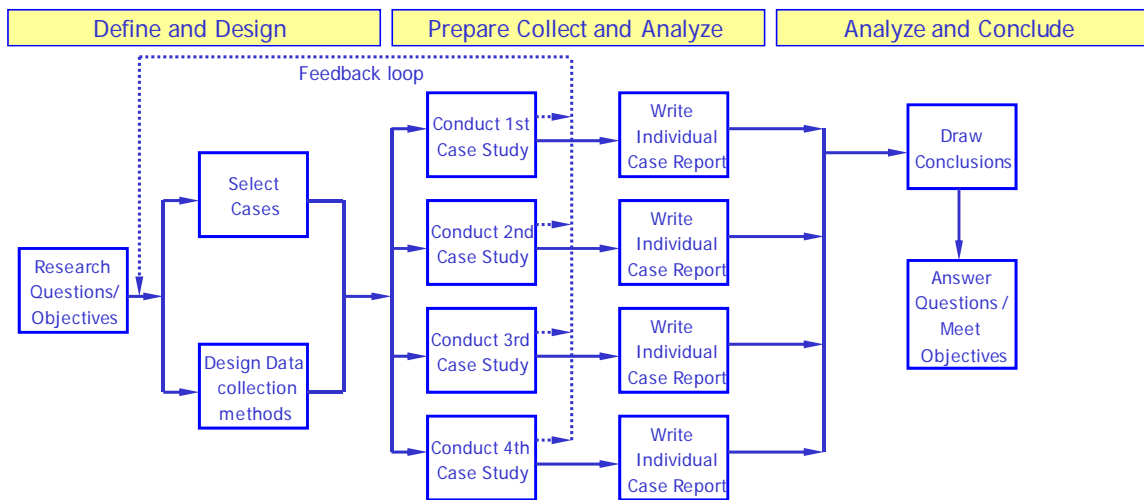 Define and Design
Prepare Collect and Analyze
Analyze and Conclude
Feedback loop
Research
Questions/
Objectives
Select
Cases
Design Data
collection
methods
Conduct 1st
Case Study
Write
Individual
Case Report
Conduct 2nd
Case Study
Write
Individual
Case Report
Conduct 3rd
Case Study
Write
Individual
Case Report
Conduct 4th
Case Study
Write
Individual
Case Report
Draw
Conclusions
Answer
Questions /
Meet
Objectives